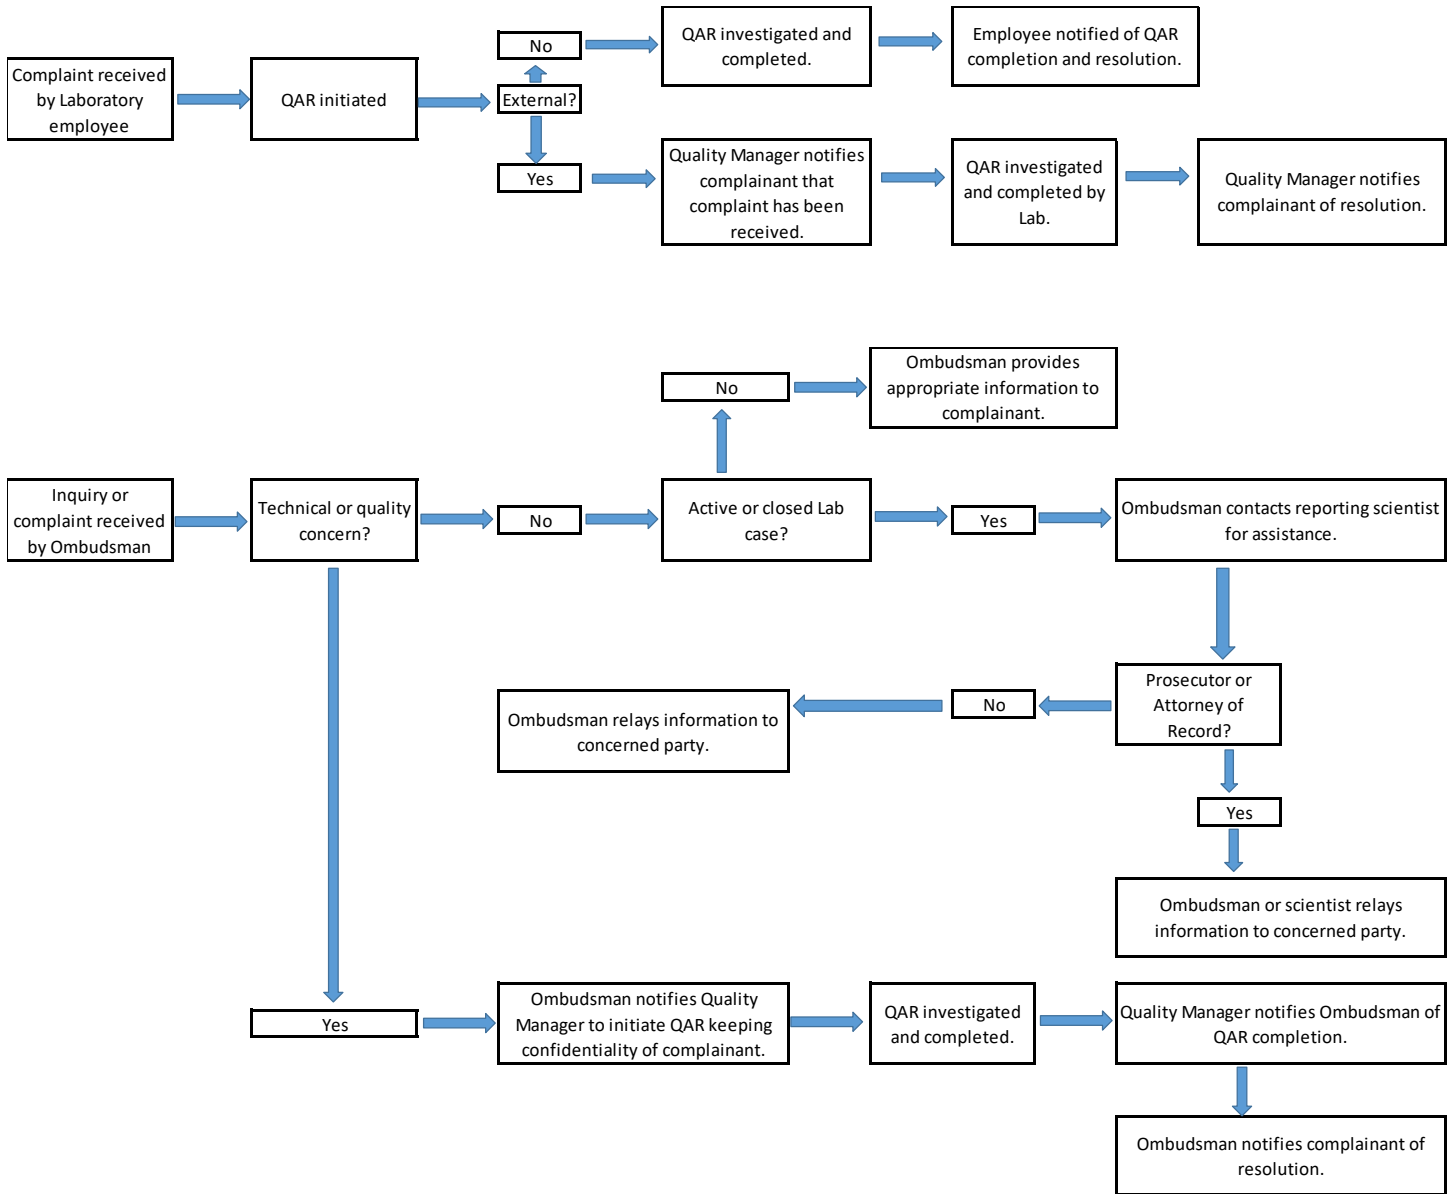 Complaint received
by Laboratory
employee
QAR initiated
External?
No
QAR investigated and
completed.
Employee notified of QAR
completion and resolution.
Yes
Quality Manager notifies
complainant that
complaint has been
received.
QAR investigated
and completed by
Lab.
Quality Manager notifies
complainant of resolution.
Inquiry or
complaint received
by Ombudsman
Technical or quality
concern?
No
Active or closed Lab
case?
No
Ombudsman provides
appropriate information to
complainant.
Yes
Ombudsman contacts reporting scientist
for assistance.
Prosecutor or
Attorney of
Record?
No
Ombudsman relays information to
concerned party.
Yes
Ombudsman or scientist relays
information to concerned party.
Yes
Ombudsman notifies Quality
Manager to initiate QAR keeping
confidentiality of complainant.
QAR investigated
and completed.
Quality Manager notifies Ombudsman of
QAR completion.
Ombudsman notifies complainant of
resolution.